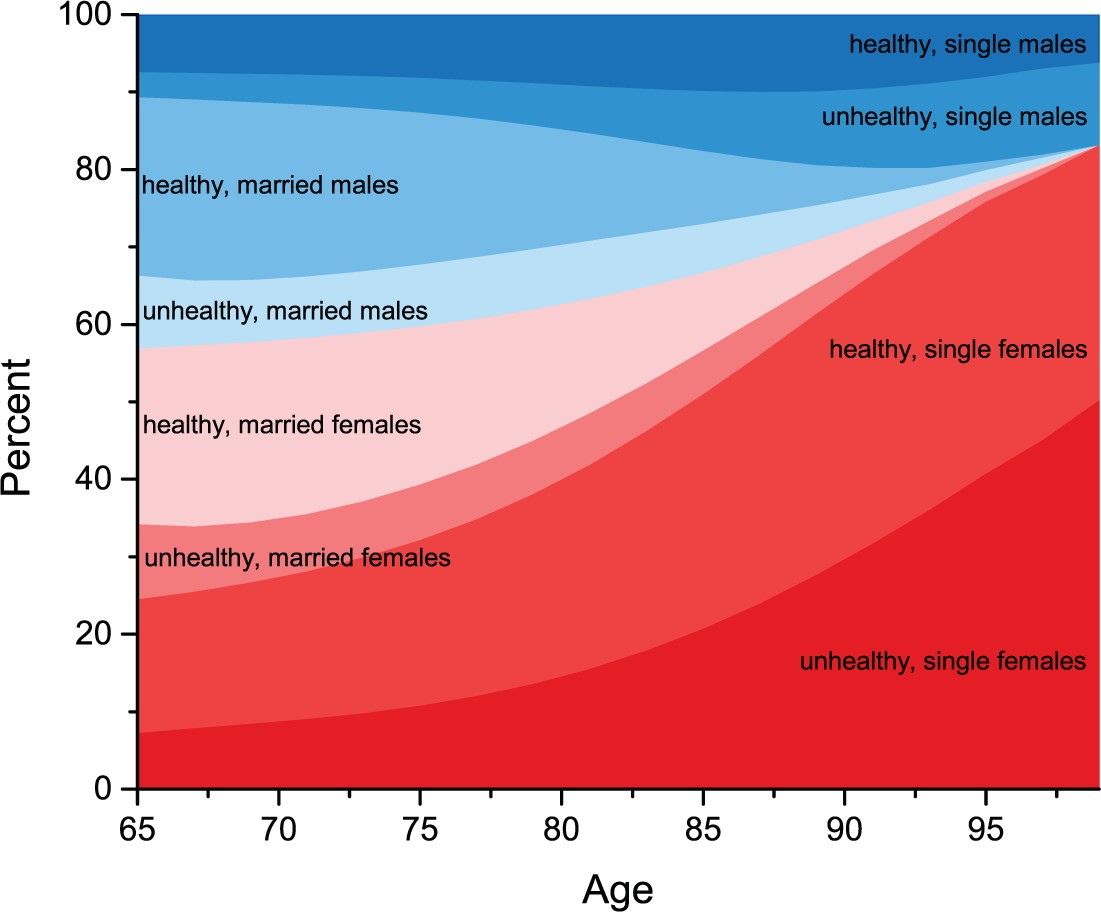 100
healthy, single males
unhealthy, single males
80
healthy, married males
unhealthy, married males
60
healthy, single females
Percent
healthy, married females
40
unhealthy, married females
20
unhealthy, single females
0
65 70 75 80 85 90 95
Age